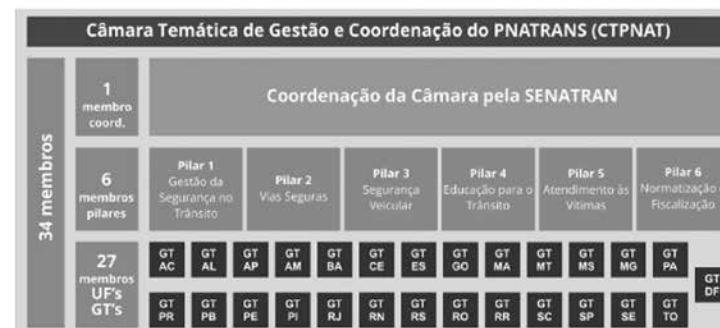 Câmara Temática de Gestão e Coordenação do PNATRANS (CTPNAT)
34 membros
1
membro
coord.
Coordenação da Câmara pela SENATRAN
6
membros
pilares
Pilar 1
Gestão da
Segurança no
Trânsito
Pilar 2
Vias Seguras
Pilar 3
Segurança
Veicular
Pilar 4
Educação para o
Trânsito
Pilar 5
Atendimento às
Vítimas
Pilar 6
Normatização e
Fiscalização
27
membros
UF's
GT's
GT AC GT AL GT AP GT AM GT BA GT CE GT ES GT GO GT MA GT MT GT MS GT MG GT PA
GT DF
GT PR GT PB GT PE GT PI GT RJ GT RN GT RS GT RO GT RR GT SC GT SP GT SE GT TO